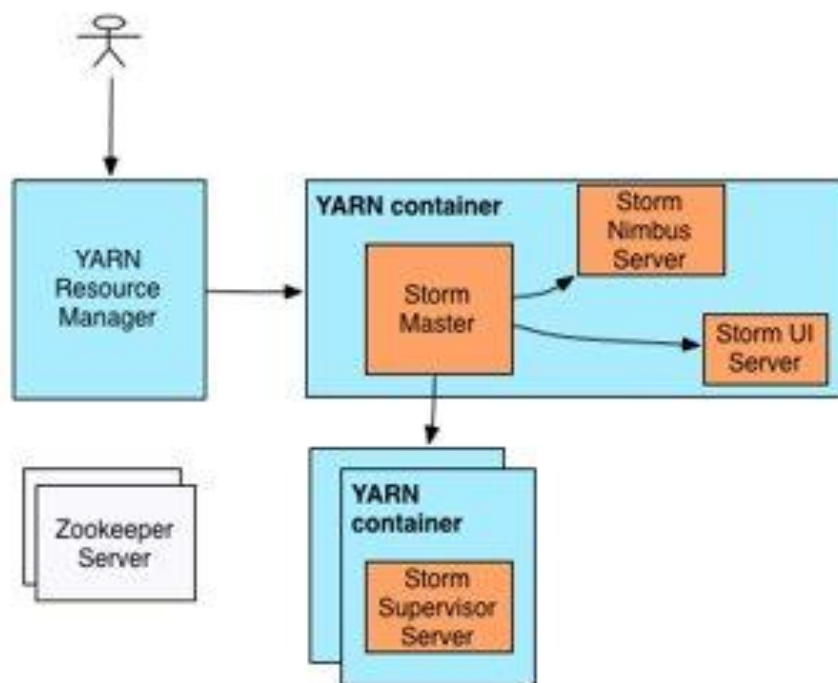 YARN
Resource
Manager
YARN container
Storm
Master
Storm
Nimbus
Server
Storm UI
Server
Zookeeper
Server
YARN
container
Storm
Supervisor
Server